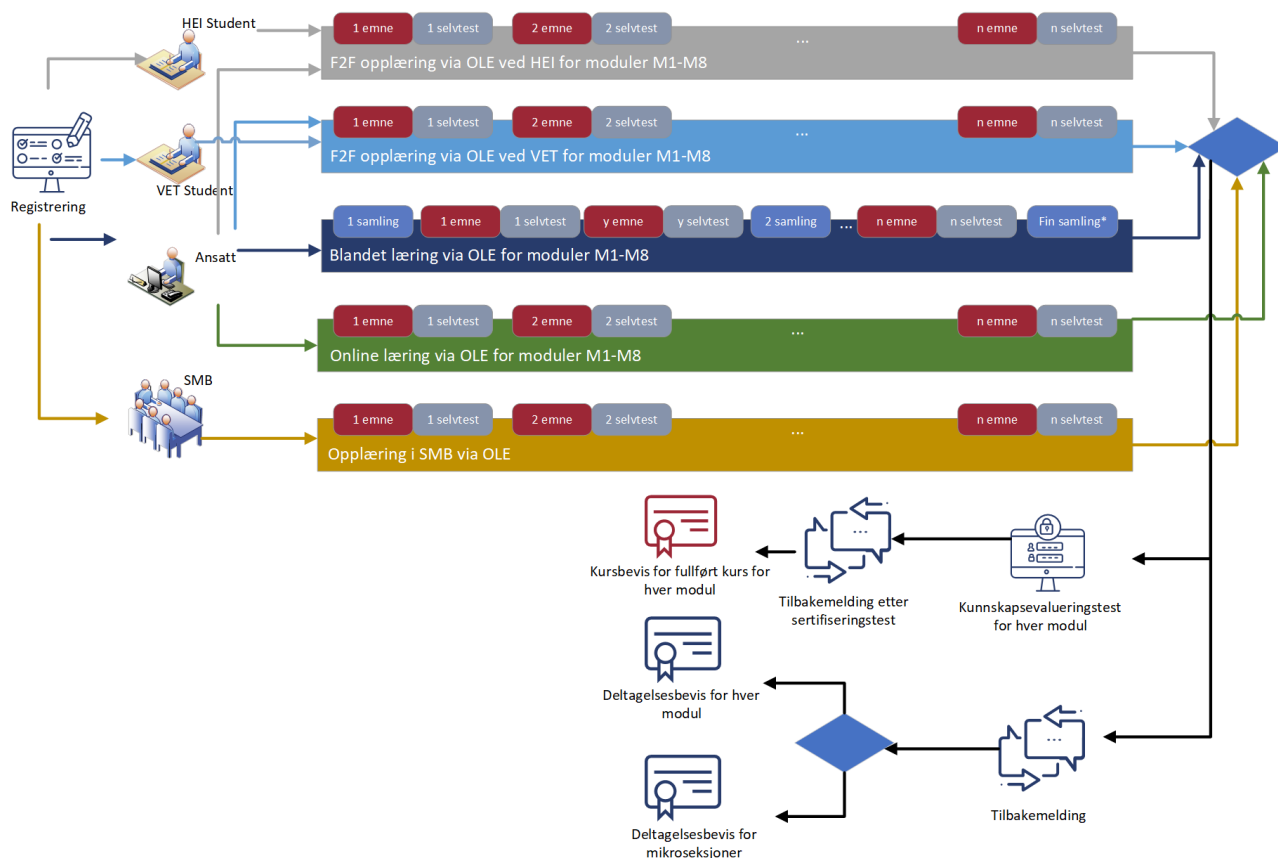 HEI Student
1 emne
1 selvtest
2 emne
2 selvtest
...
n emne
n selvtest
F2F opplæring via OLE ved HEI for moduler M1-M8
Registrering
VET Student
1 emne
1 selvtest
2 emne
2 selvtest
...
n emne
n selvtest
F2F opplæring via OLE ved VET for moduler M1-M8
Ansatt
1 samling
1 emne
1 selvtest
y emne
y selvtest
2 samling
...
n emne
n selvtest
Fin samling*
Blandet læring via OLE for moduler M1-M8
1 emne
1 selvtest
2 emne
2 selvtest
...
n emne
n selvtest
Online læring via OLE for moduler M1-M8
SMB
1 emne
1 selvtest
2 emne
2 selvtest
...
n emne
n selvtest
Opplæring i SMB via OLE
...
Kursbevis for fullført kurs for
hver modul
Tilbakemelding etter
sertifiseringstest
Kunnskapsevalueringstest
for hver modul
Deltagelsesbevis for hver
modul
...
Tilbakemelding
Deltagelsesbevis for
mikroseksjoner